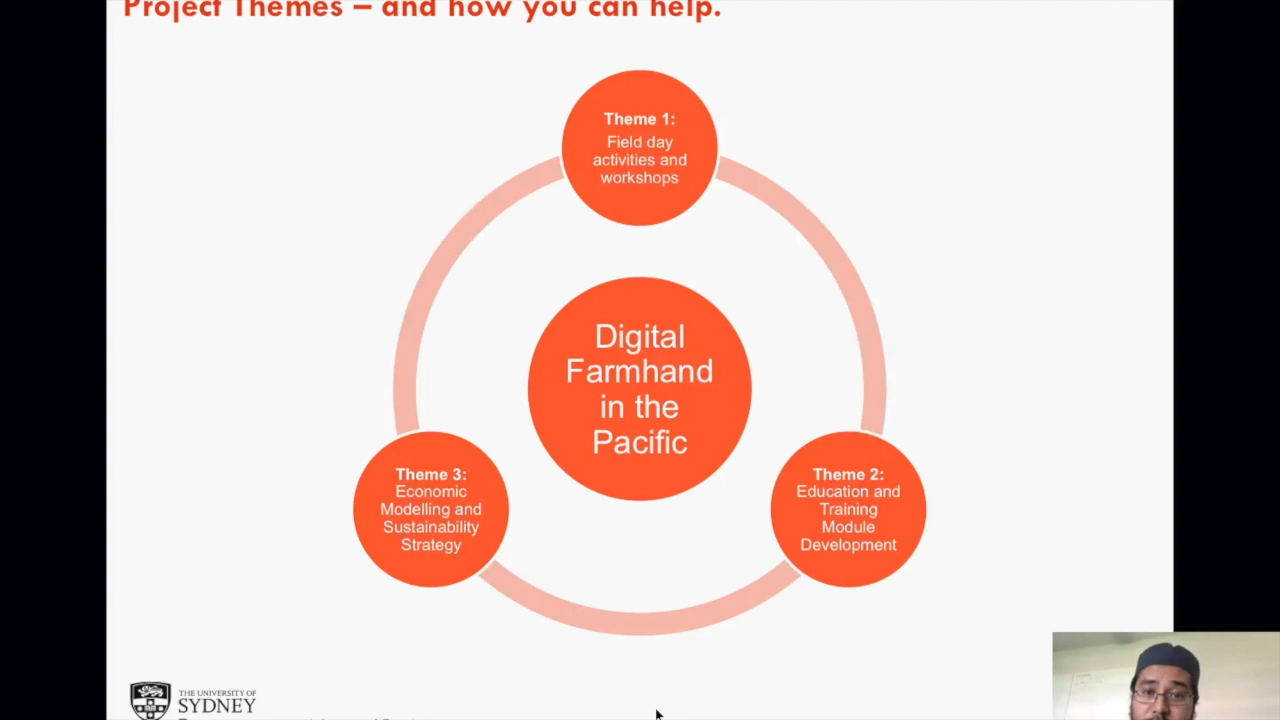 Project Themes – and how you can help.
Theme 1:
Field day
activities and
workshops
Digital
Farmhand
in the
Pacific
Theme 3:
Economic
Modelling and
Sustainability
Strategy
Theme 2:
Education and
Training
Module
Development
THE UNIVERSITY OF
SYDNEY